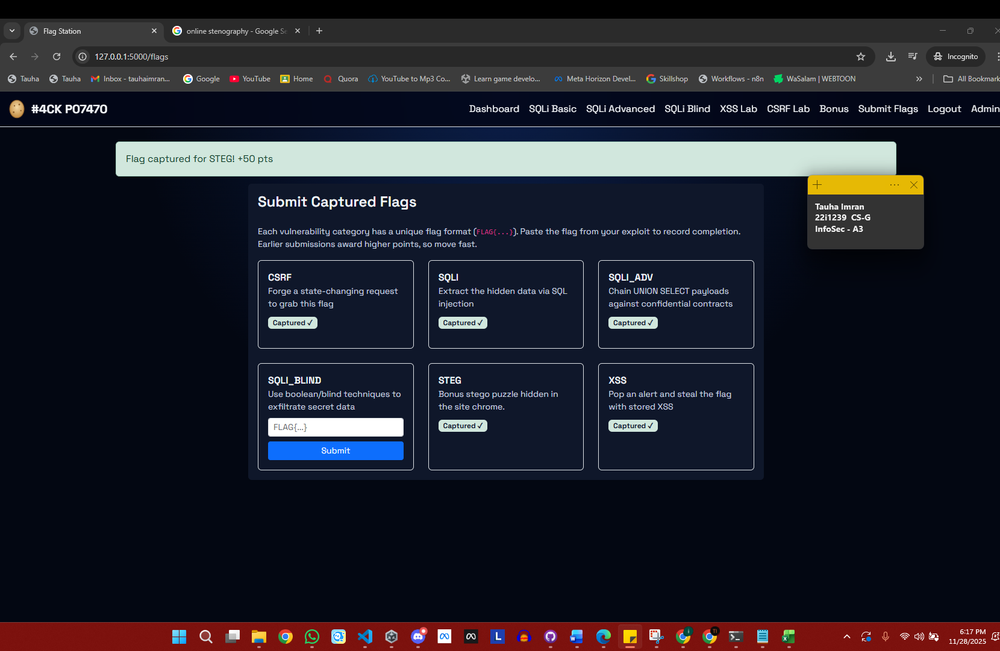 Flag Station
online stenography - Google Se
127.0.0.1:5000/flags
Incognito
Tauha
Tauha
Inbox - tauhaimran...
Google
YouTube
Home
Quora
YouTube to Mp3 Co...
Learn game develo...
Meta Horizon Devel...
Skillshop
Workflows - n8n
WaSalam | WEBTOON
All Bookmark
#4CK P07470
Dashboard
SQLi Basic
SQLi Advanced
SQLi Blind
XSS Lab
CSRF Lab
Bonus
Submit Flags
Logout
Admin
Flag captured for STEG! +50 pts
Tauha Imran
22i1239 CS-G
InfoSec - A3
Submit Captured Flags
Each vulnerability category has a unique flag format (FLAG{...}). Paste the flag from your exploit to record completion.
Earlier submissions award higher points, so move fast.
CSRF
Forge a state-changing request
to grab this flag
Captured ✓
SQLI
Extract the hidden data via SQL
injection
Captured ✓
SQLI_ADV
Chain UNION SELECT payloads
against confidential contracts
Captured ✓
SQLI_BLIND
Use boolean/blind techniques to
exfiltrate secret data
FLAG{...}
Submit
STEG
Bonus stego puzzle hidden in
the site chrome.
Captured ✓
XSS
Pop an alert and steal the flag
with stored XSS
Captured ✓
6:17 PM
11/28/2025